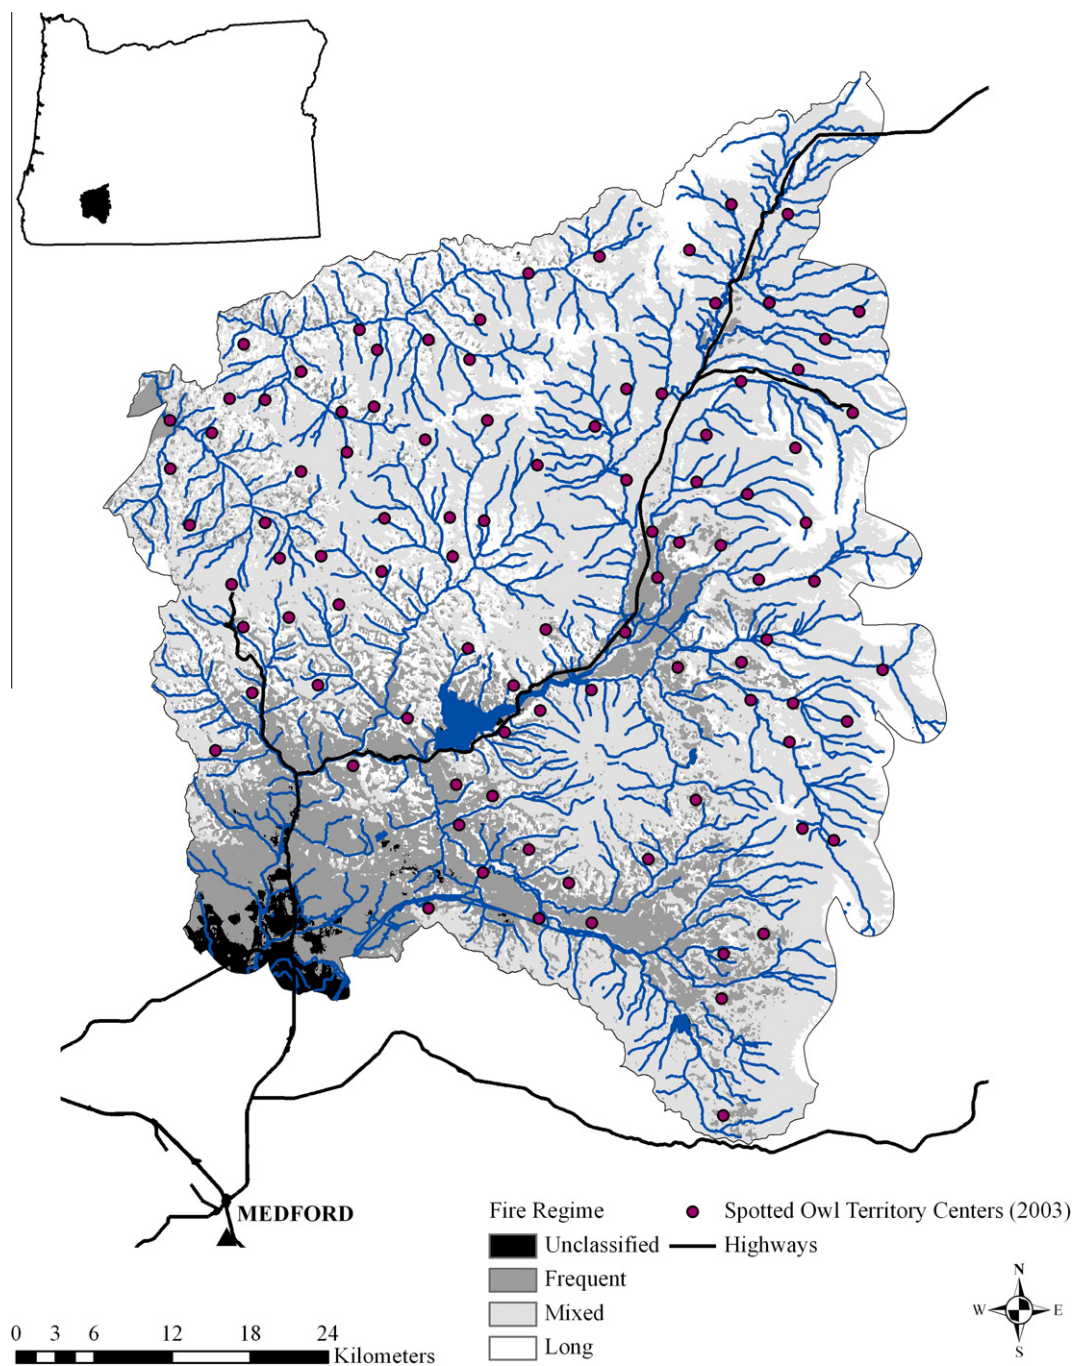 MEDFORD
Fire Regime
Spotted Owl Territory Centers (2003)
Unclassified
Highways
Frequent
Mixed
Long
N
W E
S
0 3 6 12 18 24
Kilometers